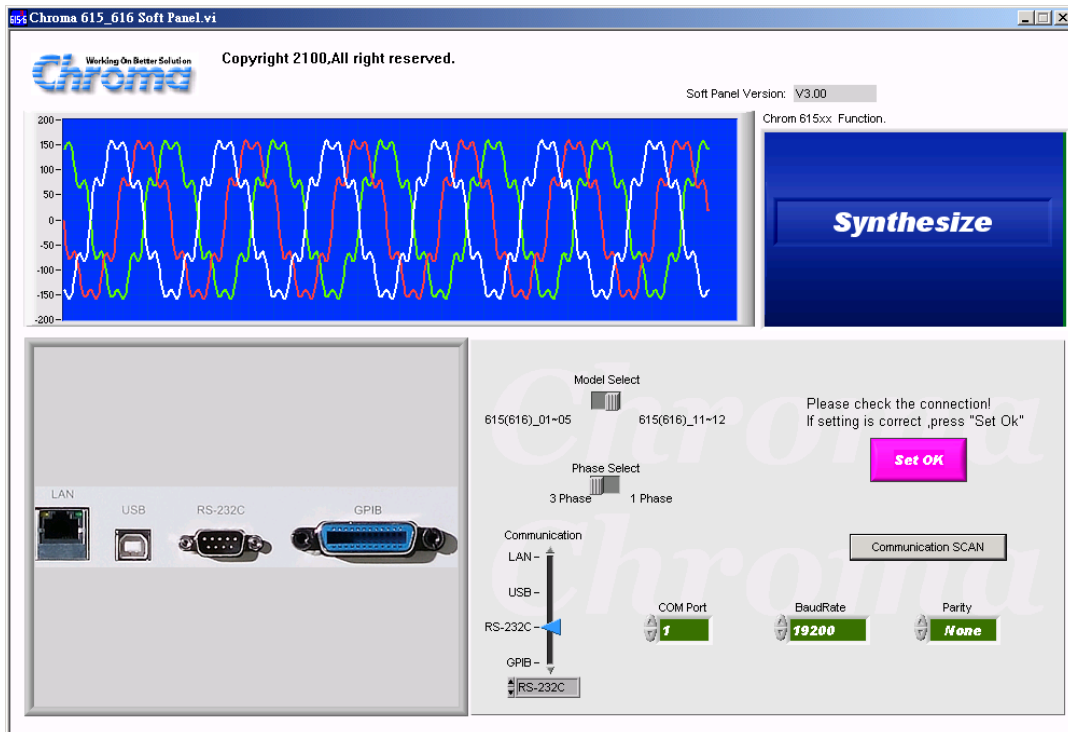 615-6 Chroma 615_616 Soft Panel.vi
Working On Better Solution
Chroma
Copyright 2100,All right reserved.
Soft Panel Version: V3.00
Chrom 615xx Function.
200
150
100
50
0
-50
-100
-150
-200
Synthesize
LAN
USB
RS-232C
GPIB
Chroma
Chroma
Model Select
615(616)_01~05 615(616)_11~12
Phase Select
3 Phase 1 Phase
Please check the connection!
If setting is correct ,press "Set Ok"
Set OK
Communication SCAN
Communication
LAN
USB
RS-232C
GPIB
RS-232C
COM Port BaudRate Parity
1 19200 None